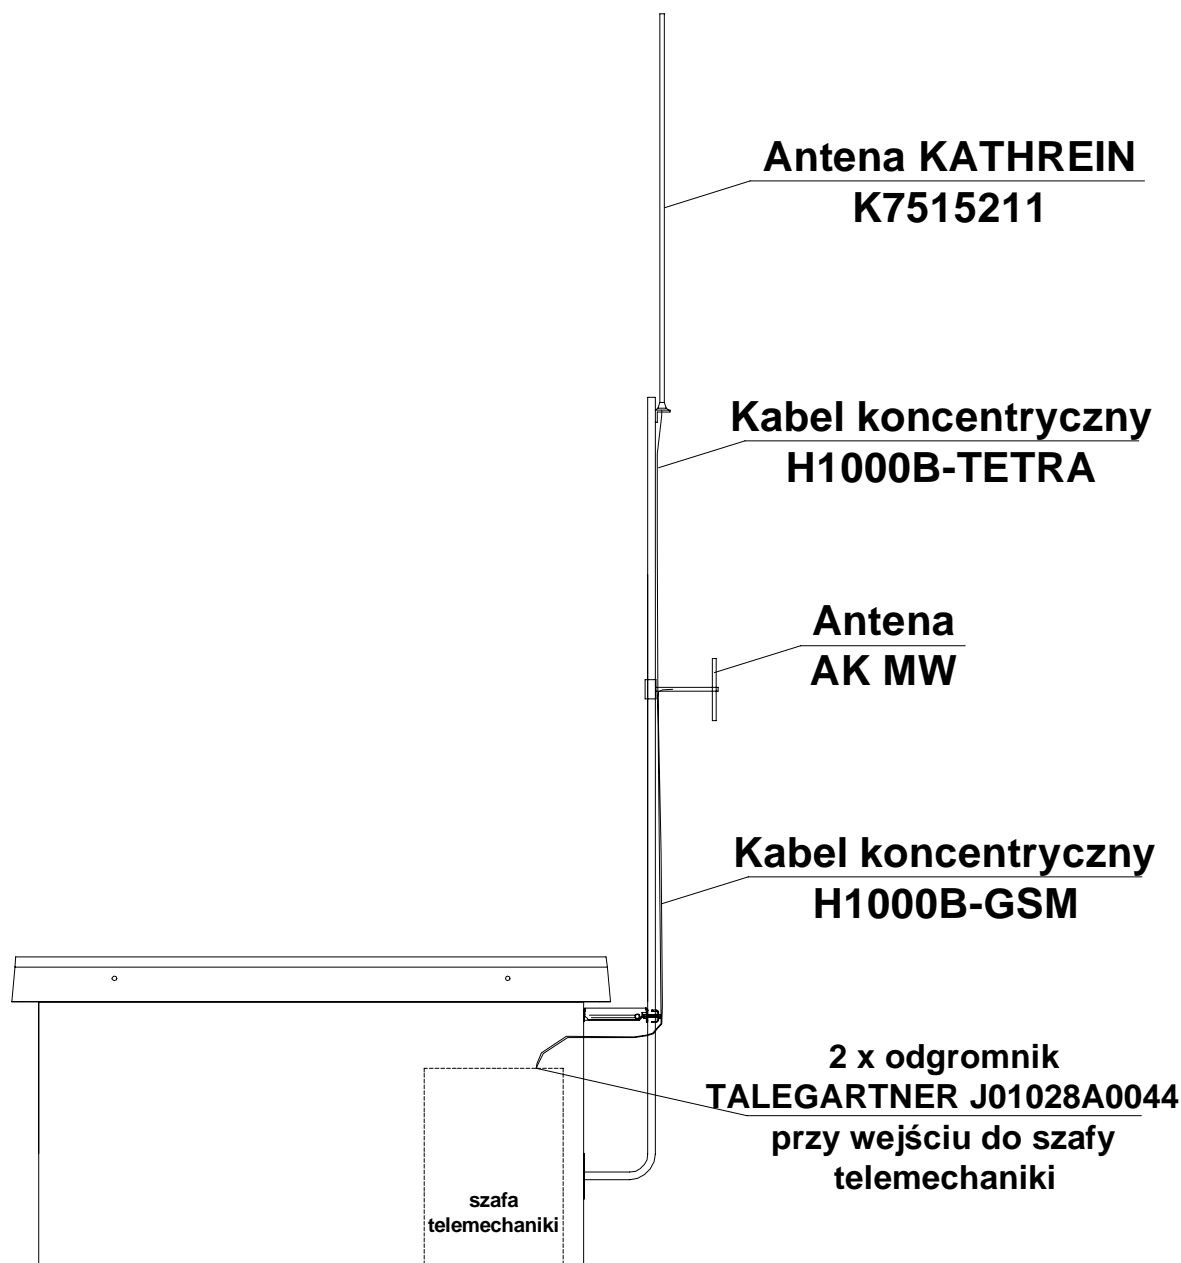 Antena KATHREIN
K7515211
Kabel koncentryczny
H1000B-TETRA
Antena
AK MW
Kabel koncentryczny
H1000B-GSM
2 x odgromnik
TALEGARTNER J01028A0044
przy wejściu do szafy
telemechaniki
szafa
telemechaniki